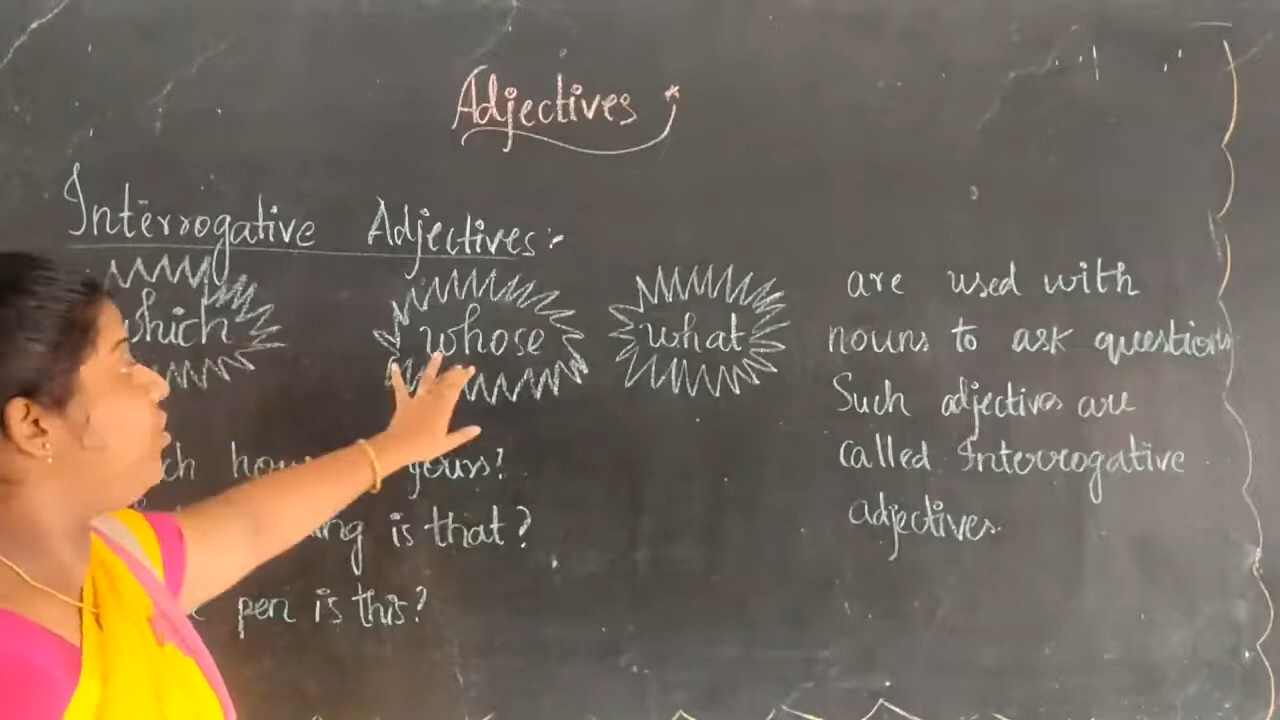 Adjectives
Interrogative Adjectives:-
which whose what
are used with
nouns to ask questions
Such adjectives are
called Interrogative
adjectives.
yours?
is that?
pen is this?